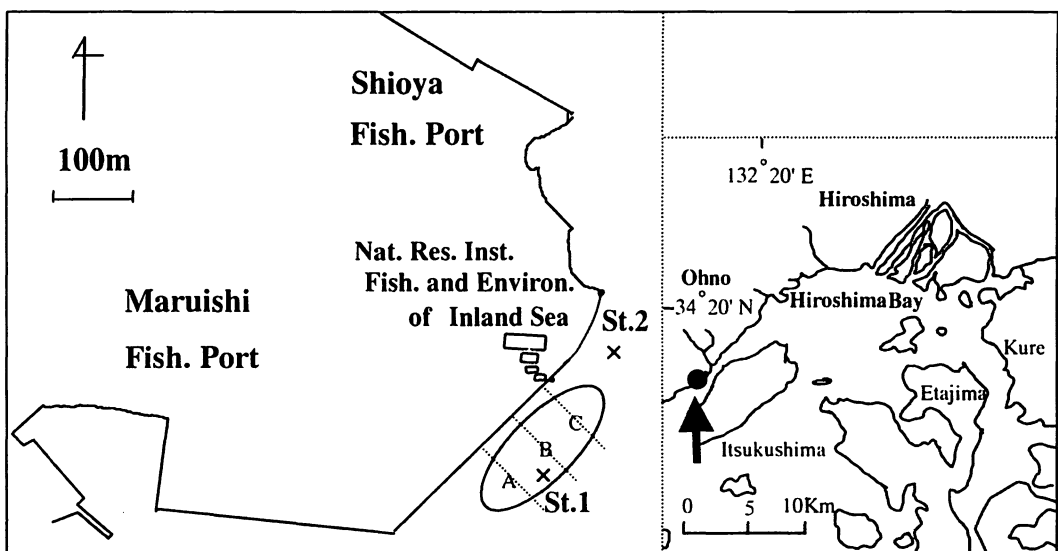 Shioya
Fish. Port
100m
Nat. Res. Inst.
Fish. and Environ.
of Inland Sea
Maruishi
Fish. Port
St.2
C
B
A
St.1
132° 20' E
Hiroshima
Ohno
34° 20' N
Hiroshima Bay
Kure
Etajima
Itsukushima
0 5 10Km